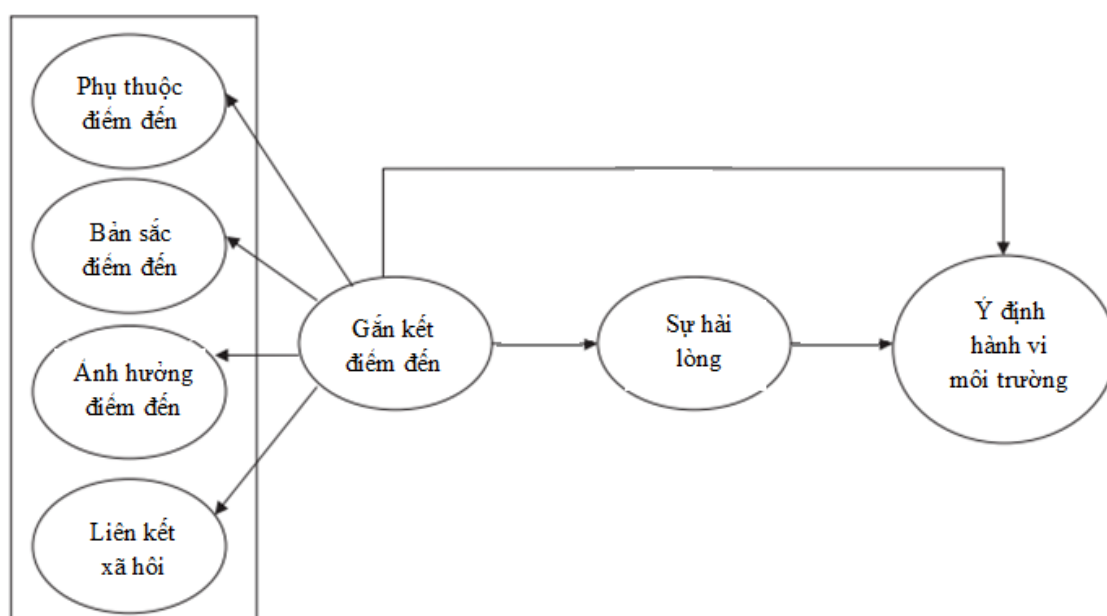 Phụ thuộc
điểm đến
Bản sắc
điểm đến
Ảnh hưởng
điểm đến
Liên kết
xã hôi
Gắn kết
điểm đến
Sự hài
lòng
Ý định
hành vi
môi trường